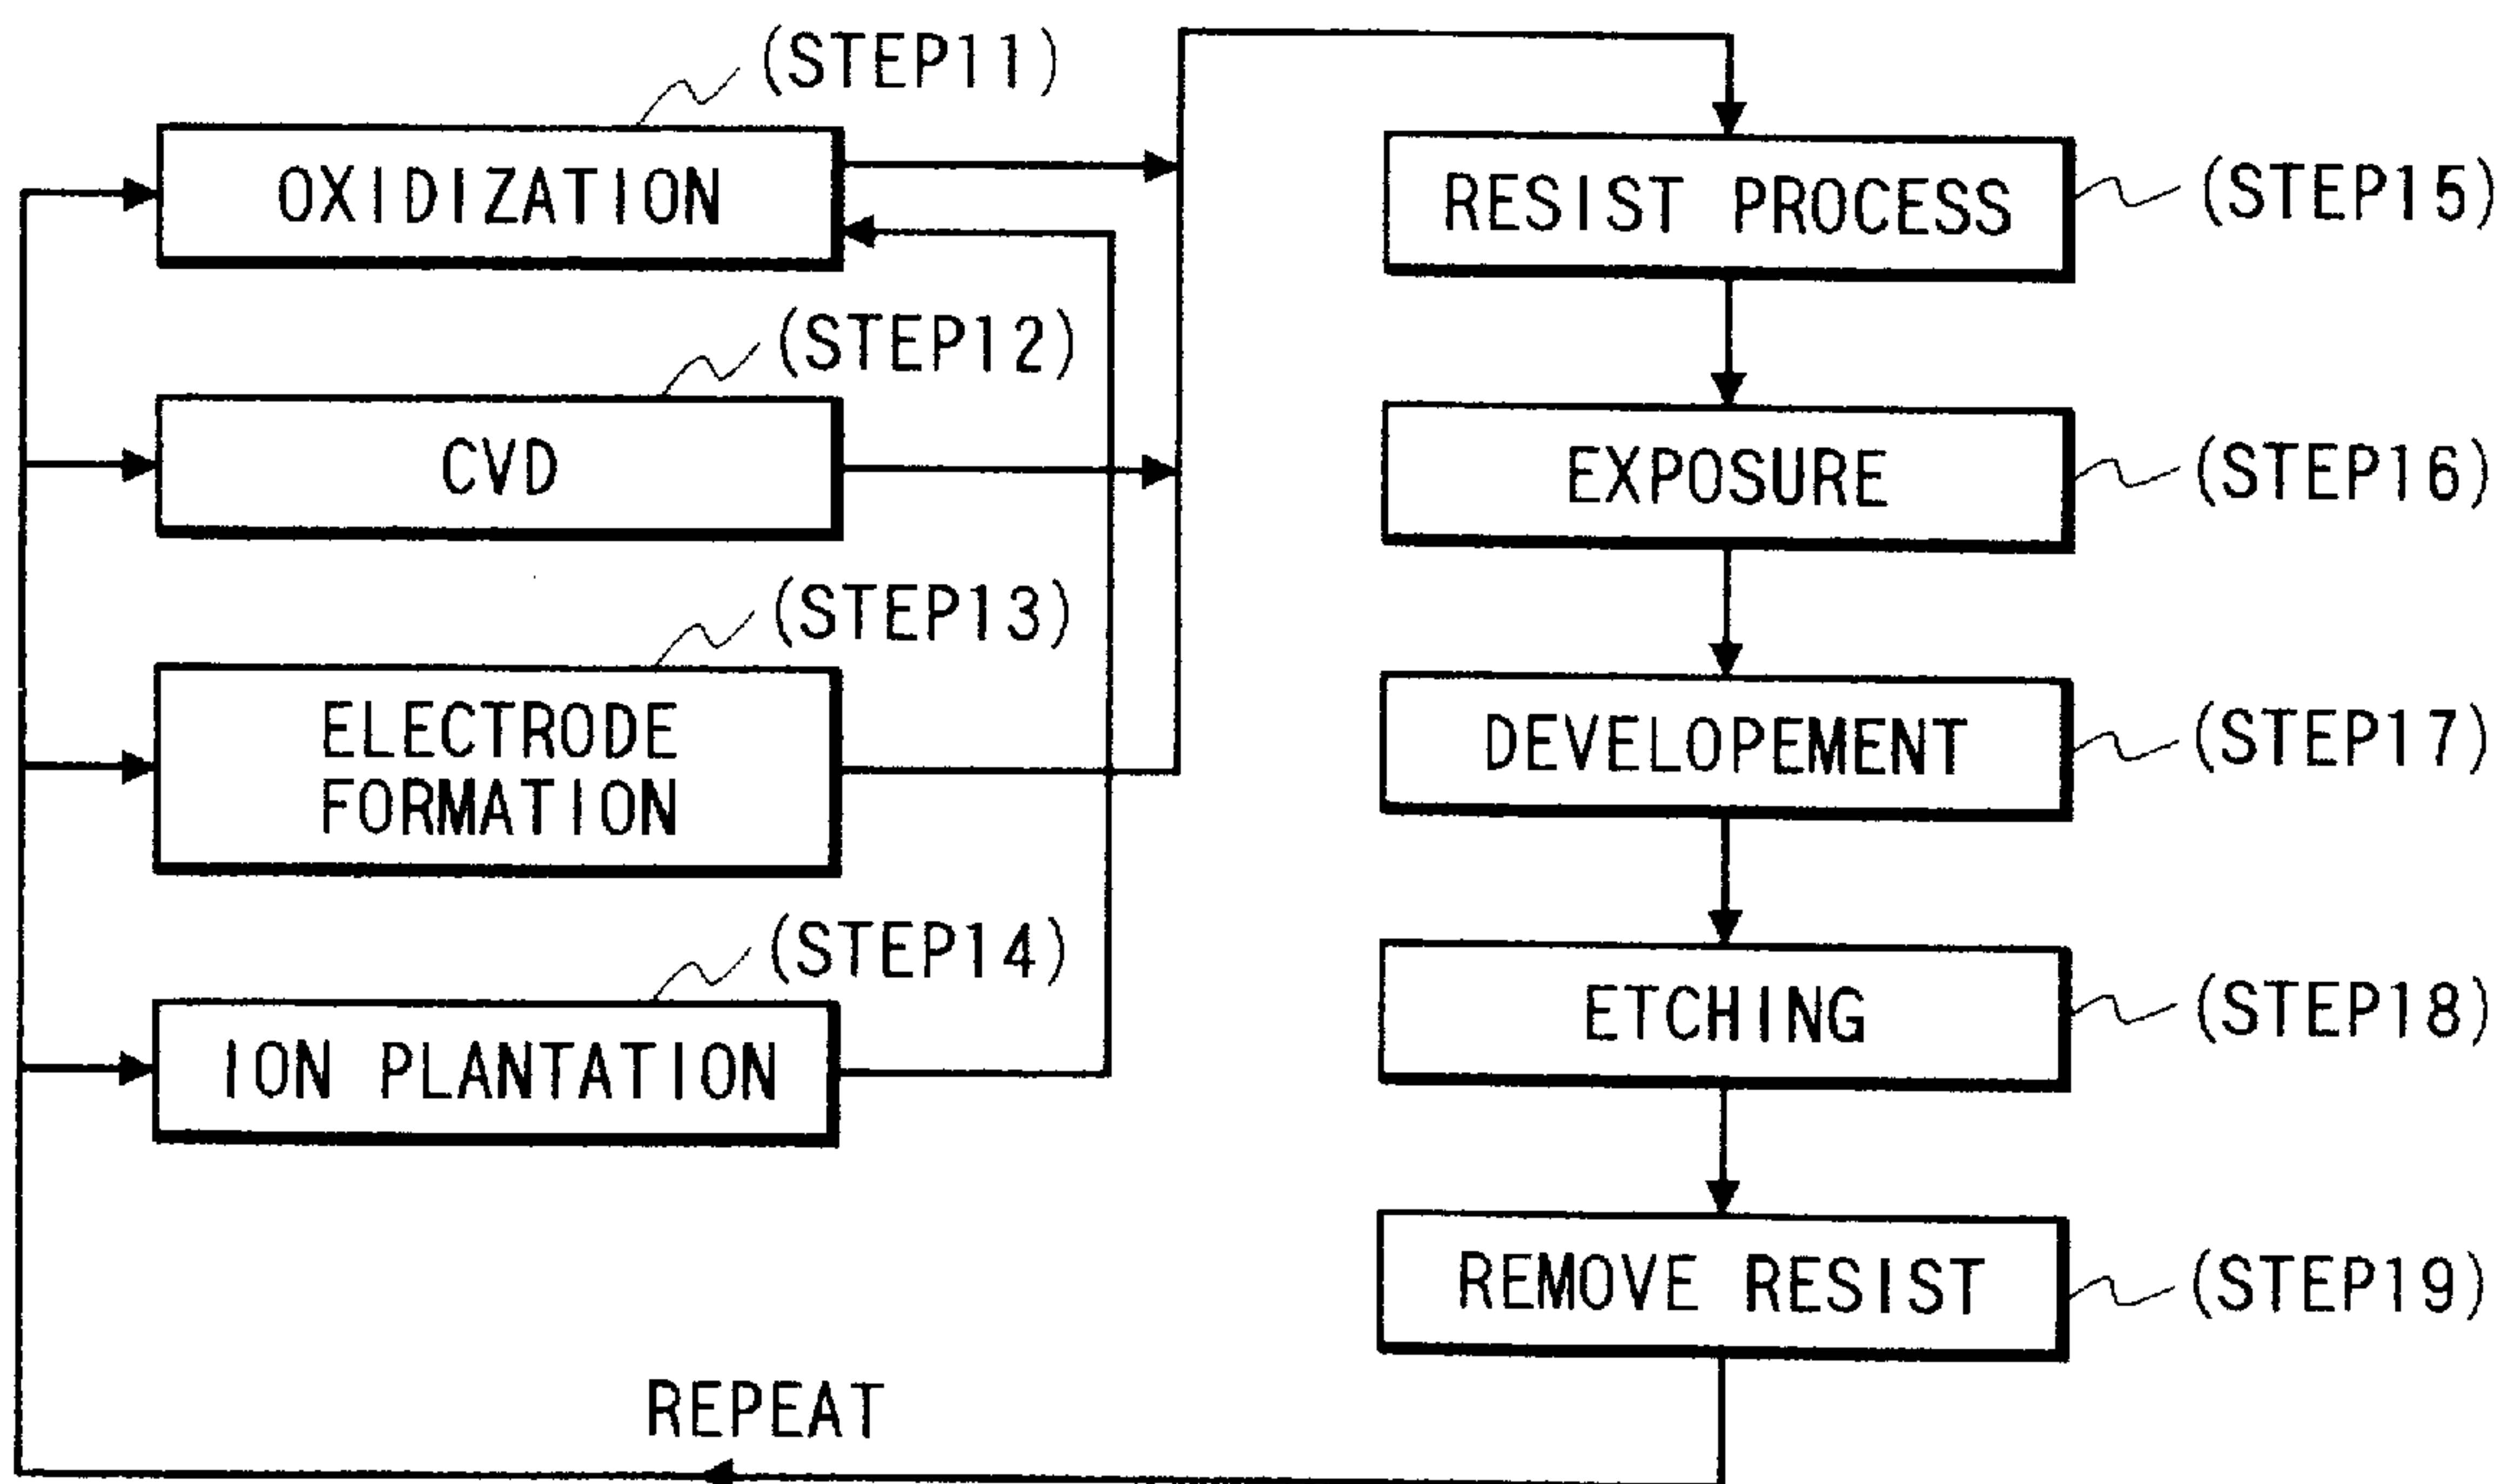 (STEP11)
OXIDIZATION
(STEP12)
CVD
(STEP13)
ELECTRODE
FORMATION
(STEP14)
ION PLANTATION
REPEAT
RESIST PROCESS
(STEP15)
EXPOSURE
(STEP16)
DEVELOPEMENT
(STEP17)
ETCHING
(STEP18)
REMOVE RESIST
(STEP19)